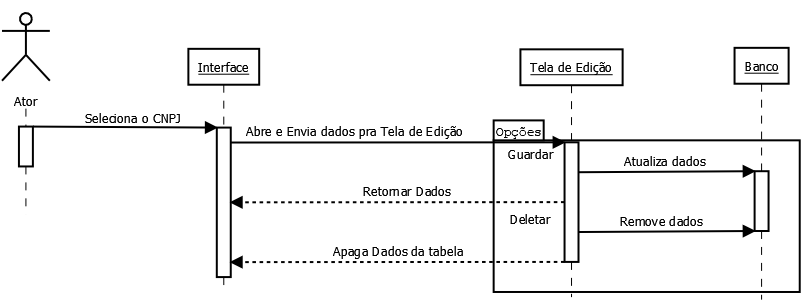 Ator
Interface
Tela de Edição
Banco
Seleciona o CNPJ
Abre e Envia dados pra Tela de Edição
Opções
Guardar
Atualiza dados
Retornar Dados
Deletar
Remove dados
Apaga Dados da tabela